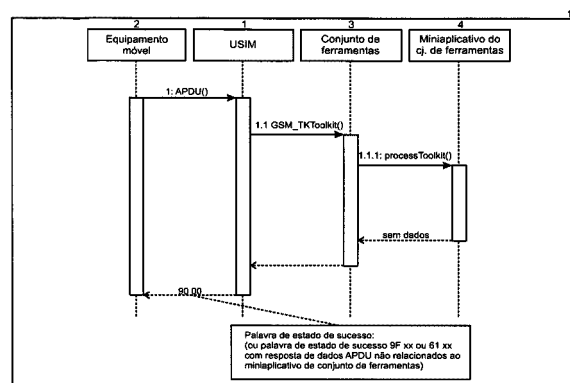 1
2
1
3
4
Equipamento
móvel
USIM
Conjunto de
ferramentas
Miniaplicativo do
cj. de ferramentas
1: APDU()
1.1 GSM_TKToolkit()
1.1.1: processToolkit()
sem dados
90 00
Palavra de estado de sucesso:
(ou palavra de estado de sucesso 9F xx ou 61 xx
com resposta de dados APDU não relacionados ao
miniaplicativo de conjunto de ferramentas)